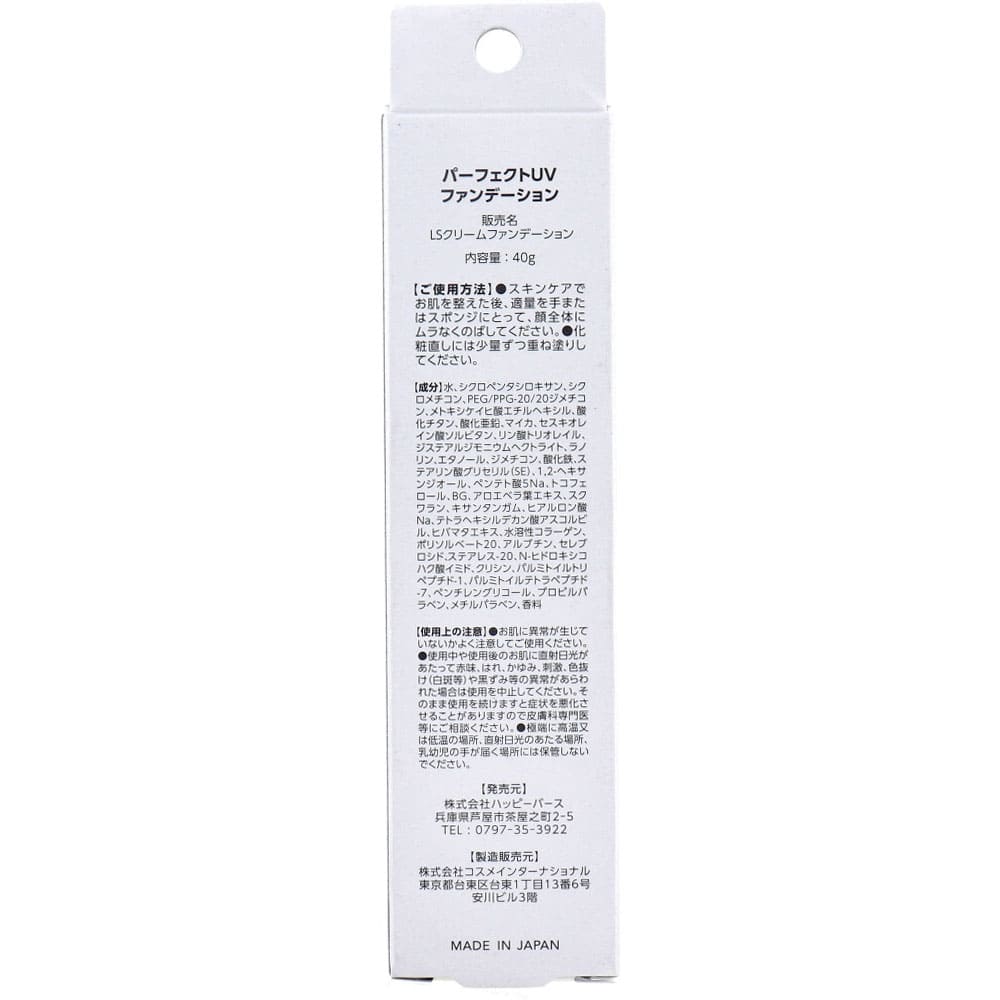 パーフェクトUV
ファンデーション
販売名
LSクリームファンデーション
内容量：40g
【ご使用方法】●スキンケアで
お肌を整えた後、適量を手また
はスポンジにとって、顔全体に
ムラなくのばしてください。●化
粧直しには少量ずつ重ね塗りし
てください。
【成分】水、シクロペンタシロキサン、シク
ロメチコン、PEG/PPG-20/20ジメチコ
ン、メトキシケイヒ酸エチルヘキシル、酸
化チタン、酸化亜鉛、マイカ、セスキオレ
イン酸ソルビタン、リン酸トリオレイル、
ジステアルジモニウムヘクトライト、ラノ
リン、エタノール、ジメチコン、酸化鉄、ス
テアリン酸グリセリル(SE)、1,2-ヘキサ
ンジオール、ペンテト酸5Na、トコフェ
ロール、BG、アロエベラ葉エキス、スク
ワラン、キサンタンガム、ヒアルロン酸
Na、テトラヘキシルデカン酸アスコルビ
ル、ヒバマタエキス、水溶性コラーゲン、
ポリソルベート20、アルブチン、セレブ
ロシド、ステアレス-20、N-ヒドロキシコ
ハク酸イミド、クリシン、パルミトイルトリ
ペプチド-1、パルミトイルテトラペプチド
-7、ペンチレングリコール、プロピルパ
ラベン、メチルパラベン、香料
【使用上の注意】●お肌に異常が生じて
いないかよく注意してご使用ください。
●使用中や使用後のお肌に直射日光が
あたって赤味、はれ、かゆみ、刺激、色抜
け(白斑等)や黒ずみ等の異常があらわ
れた場合は使用を中止してください。そ
のまま使用を続けますと症状を悪化さ
せることがありますので皮膚科専門医
等にご相談ください。●極端に高温又
は低温の場所、直射日光のあたる場所、
乳幼児の手が届く場所には保管しない
でください。
【発売元】
株式会社ハッピーバース
兵庫県芦屋市茶屋之町2-5
TEL：0797-35-3922
【製造販売元】
株式会社コスメインターナショナル
東京都台東区台東1丁目13番6号
安川ビル3階
MADE IN JAPAN